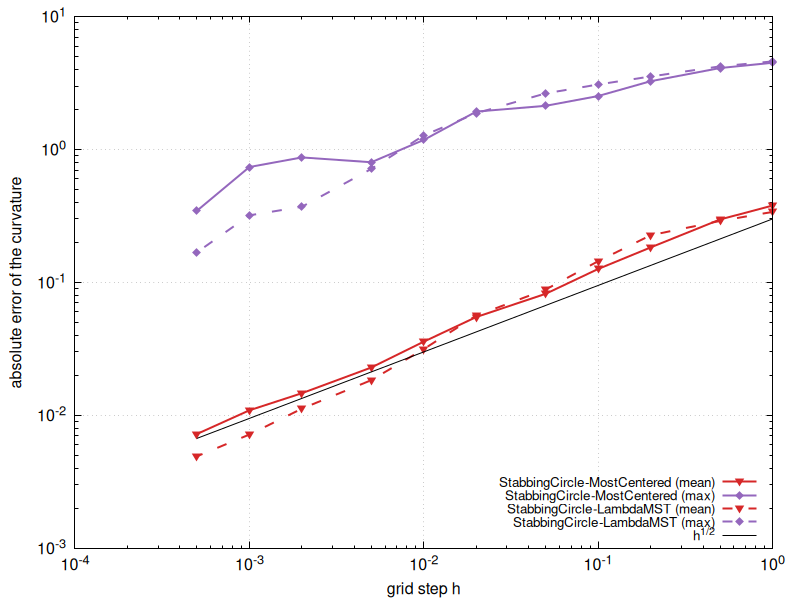 10^1
10^0
10^-1
10^-2
10^-3
absolute error of the curvature
StabbingCircle-MostCentered (mean)
StabbingCircle-MostCentered (max)
StabbingCircle-LambdaMST (mean)
StabbingCircle-LambdaMST (max)
h^1/2
10^-4 10^-3 10^-2 10^-1 10^0
grid step h